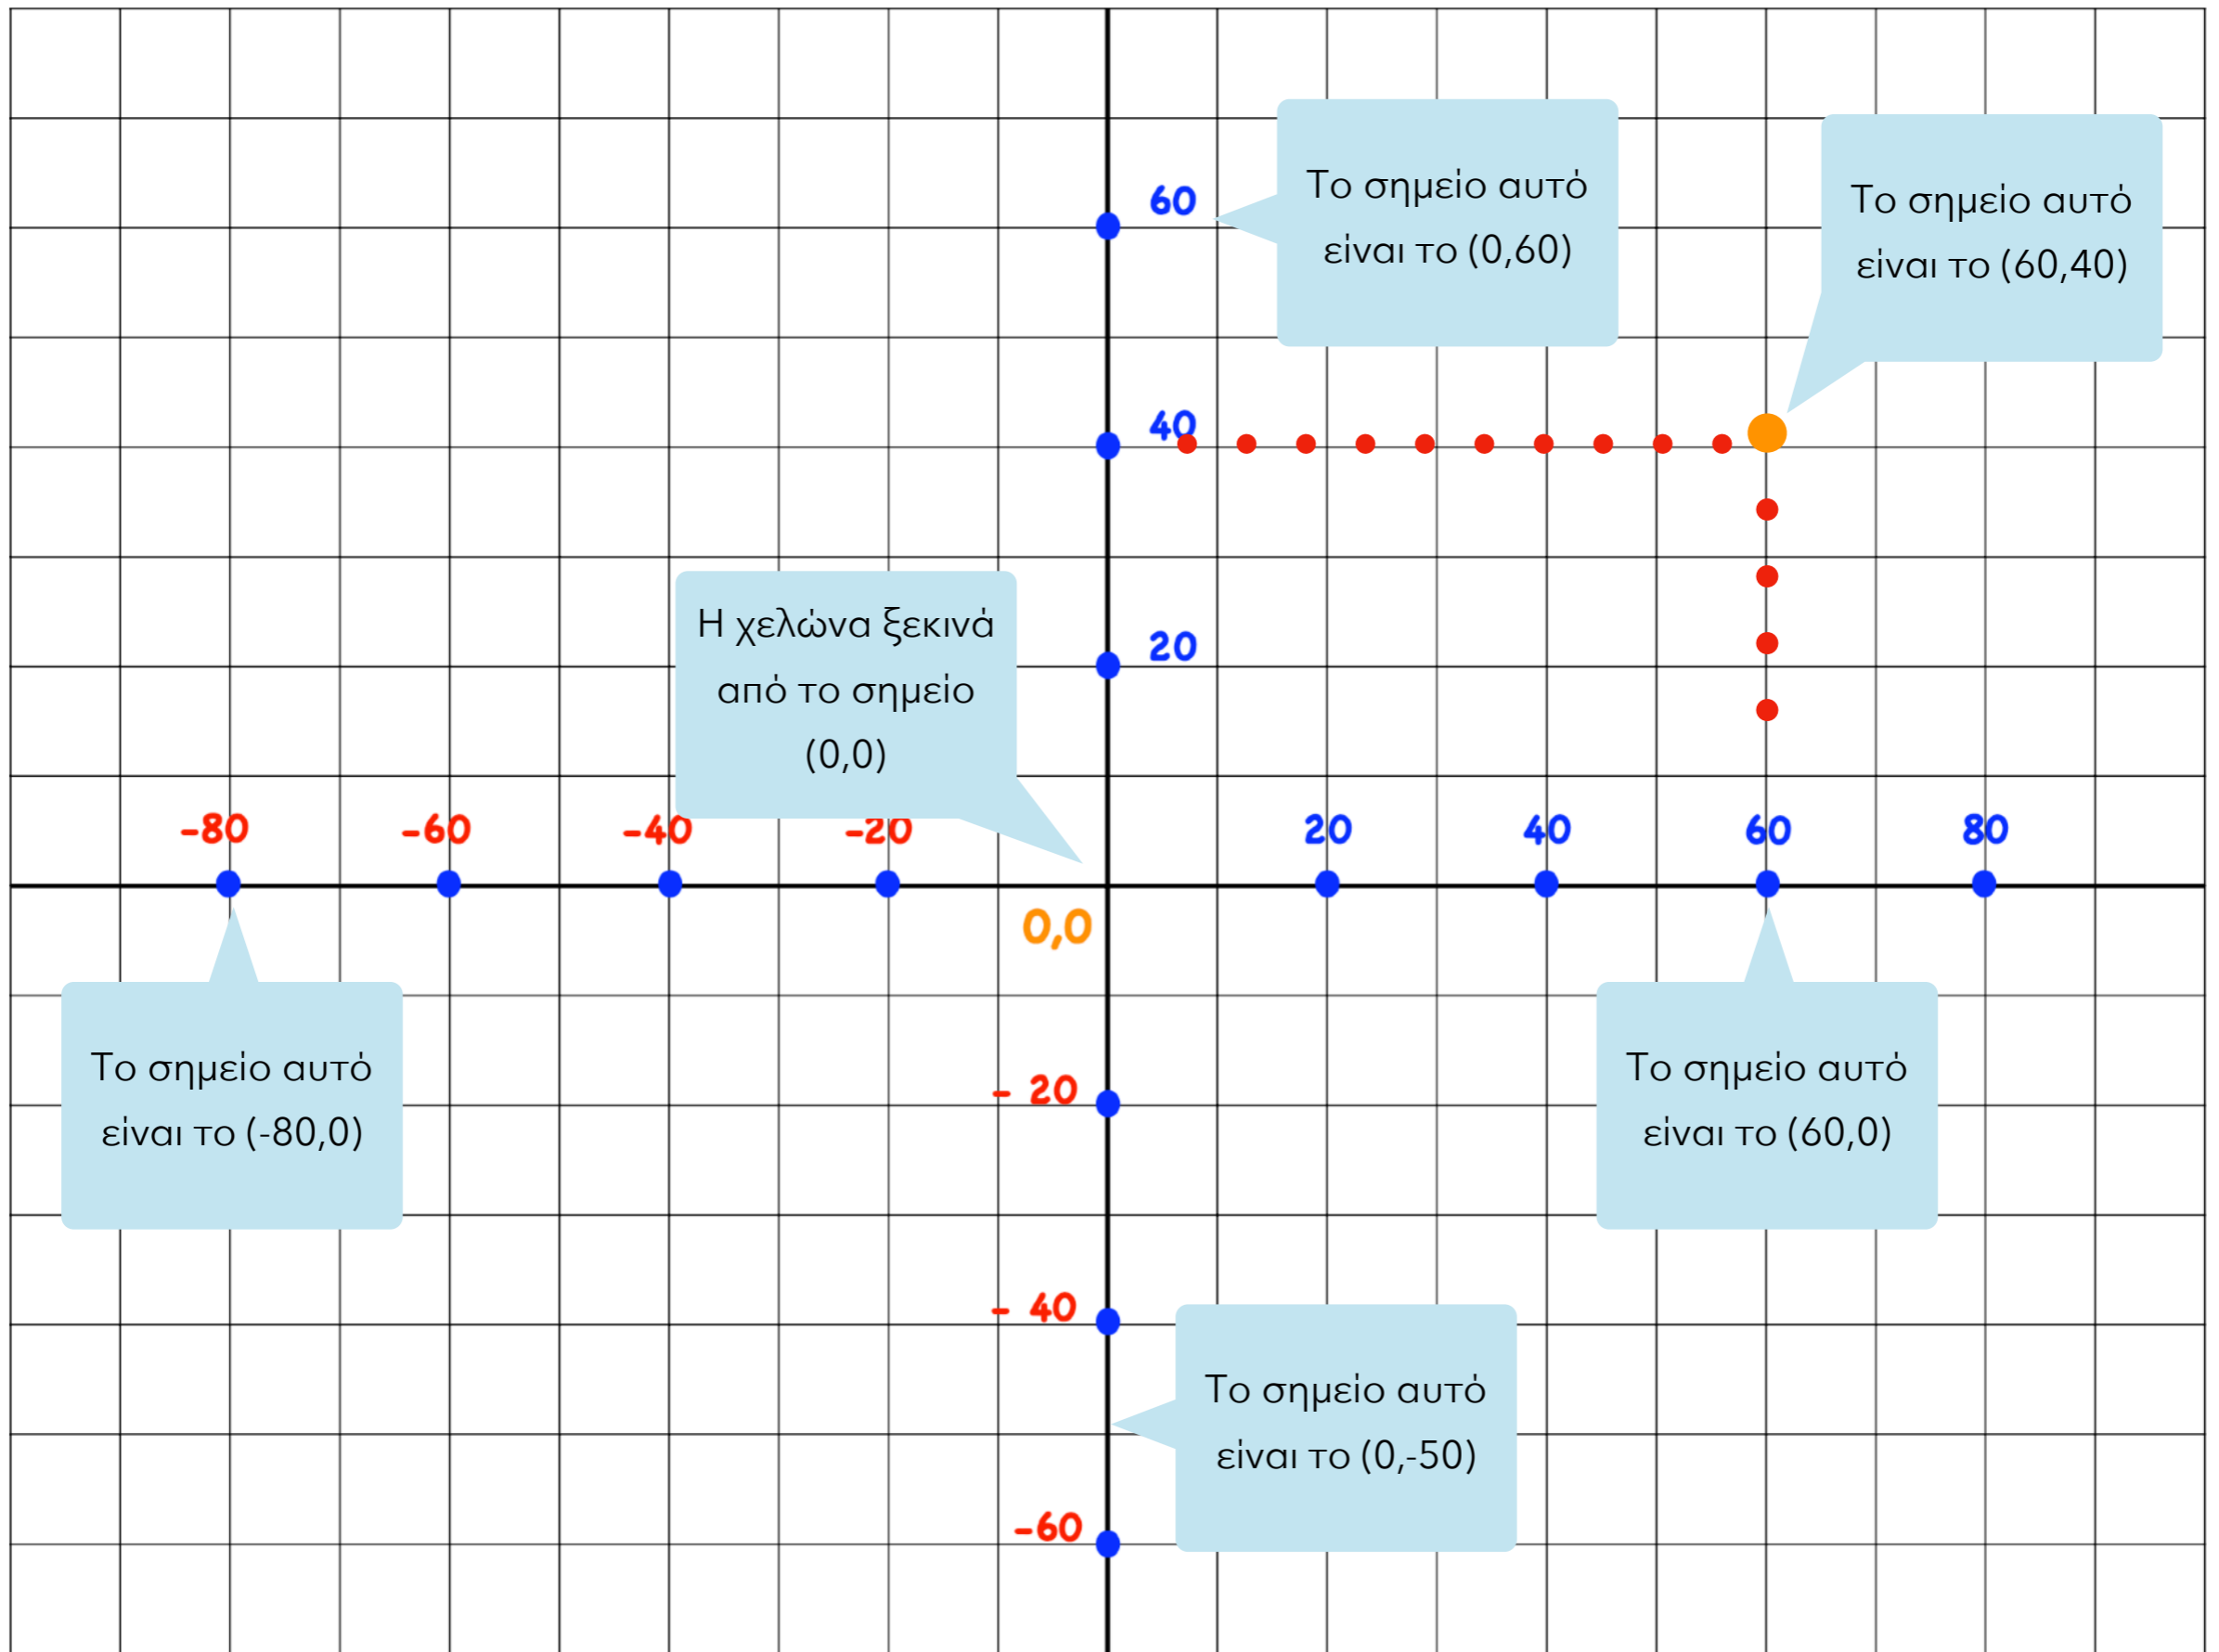 60
Το σημείο αυτό
είναι το (0,60)
Το σημείο αυτό
είναι το (60,40)
40
Η χελώνα ξεκινά
από το σημείο
(0,0)
20
-80 -60 -40 -20 20 40 60 80
0,0
Το σημείο αυτό
είναι το (-80,0)
Το σημείο αυτό
είναι το (60,0)
- 20
- 40
Το σημείο αυτό
είναι το (0,-50)
-60